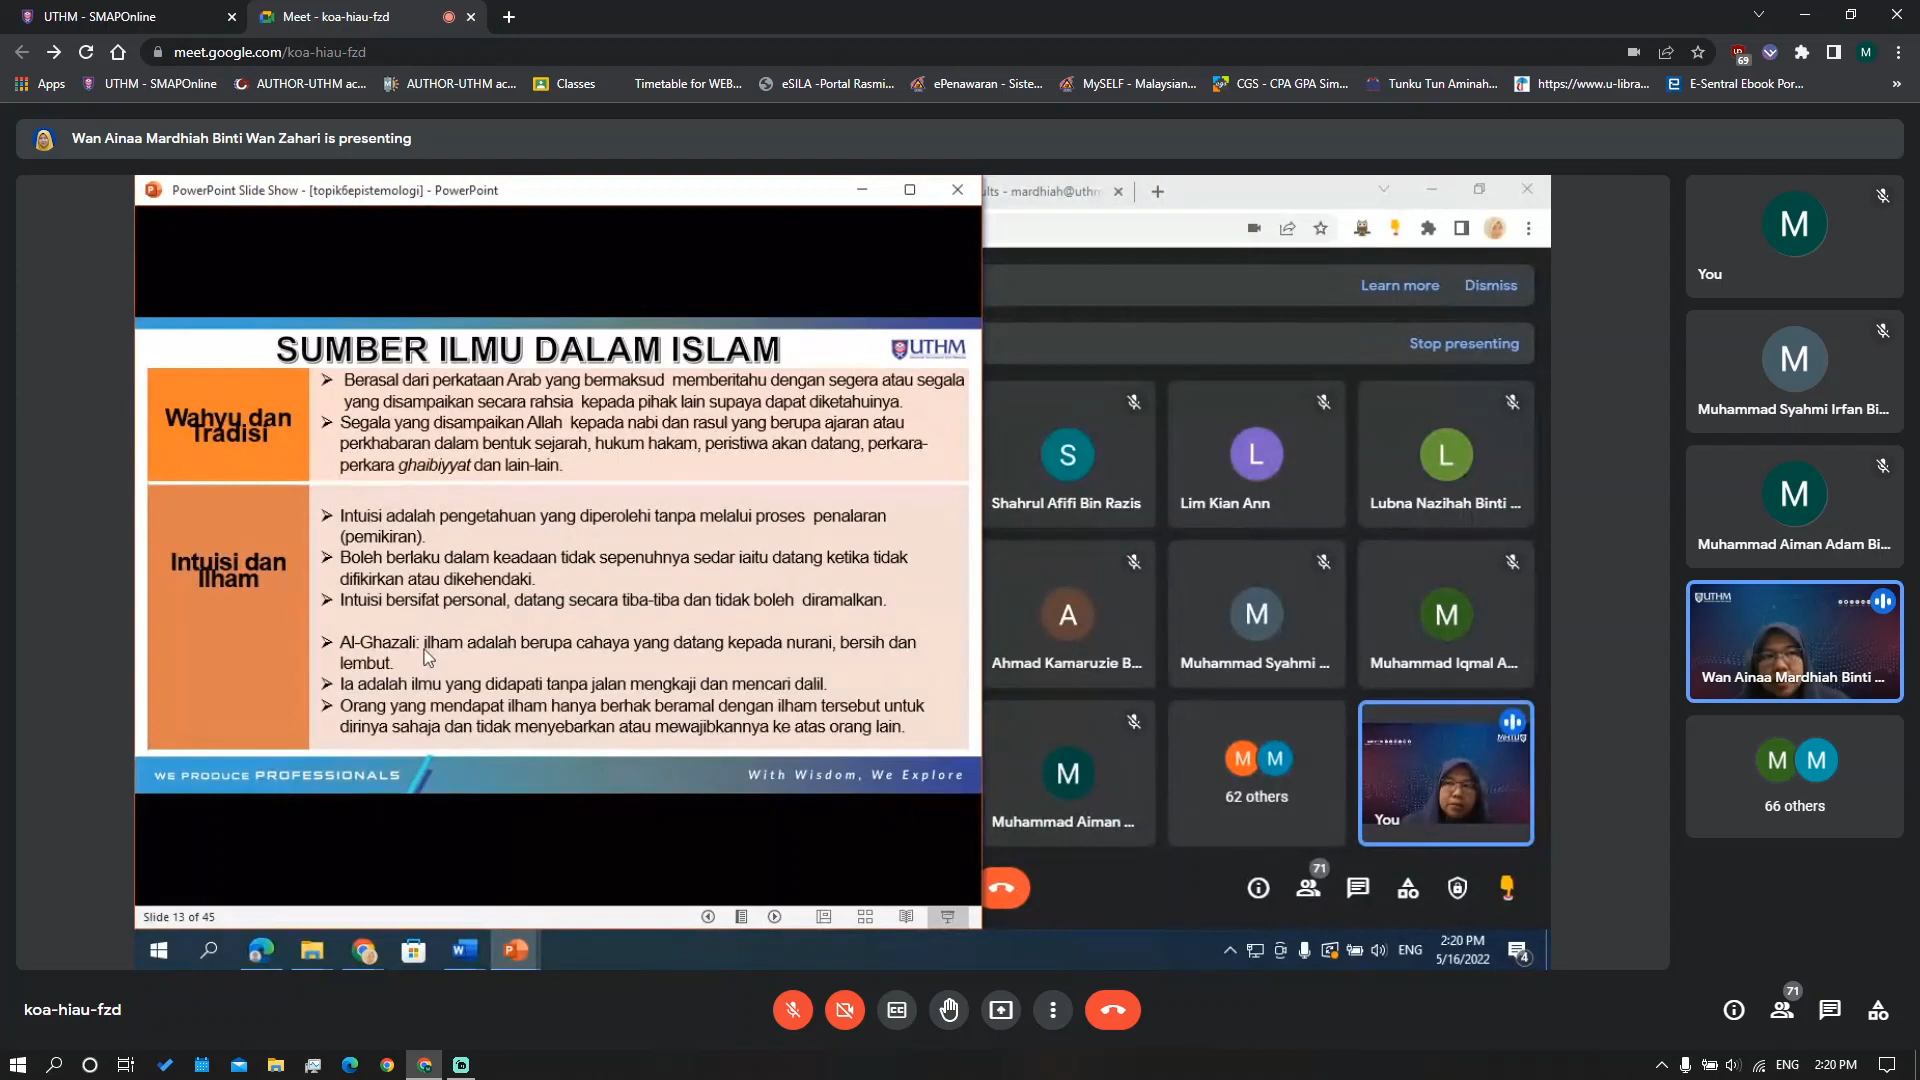 UTHM - SMAPOnline
Meet - koa-hiau-fzd
meet.google.com/koa-hiau-fzd
69
M
Apps
UTHM - SMAPOnline
AUTHOR-UTHM ac...
AUTHOR-UTHM ac...
Classes
Timetable for WEB...
eSILA -Portal Rasmi...
ePenawaran - Siste...
MySELF - Malaysian...
CGS - CPA GPA Sim...
Tunku Tun Aminah...
https://www.u-libra...
E-Sentral Ebook Por...
Wan Ainaa Mardhiah Binti Wan Zahari is presenting
PowerPoint Slide Show - [topik6epistemologi] - PowerPoint
ults - mardhiah@uthm
Learn more
Dismiss
Stop presenting
SUMBER ILMU DALAM ISLAM
UTHM
Wahyu dan
Tradisi
Berasal dari perkataan Arab yang bermaksud memberitahu dengan segera atau segala
yang disampaikan secara rahsia kepada pihak lain supaya dapat diketahuinya.
Segala yang disampaikan Allah kepada nabi dan rasul yang berupa ajaran atau
perkhabaran dalam bentuk sejarah, hukum hakam, peristiwa akan datang, perkara-
perkara ghaibiyyat dan lain-lain.
Intuisi dan
Ilham
Intuisi adalah pengetahuan yang diperolehi tanpa melalui proses penalaran
(pemikiran).
Boleh berlaku dalam keadaan tidak sepenuhnya sedar iaitu datang ketika tidak
difikirkan atau dikehendaki.
Intuisi bersifat personal, datang secara tiba-tiba dan tidak boleh diramalkan.
Al-Ghazali: ilham adalah berupa cahaya yang datang kepada nurani, bersih dan
lembut.
Ia adalah ilmu yang didapati tanpa jalan mengkaji dan mencari dalil.
Orang yang mendapat ilham hanya berhak beramal dengan ilham tersebut untuk
dirinya sahaja dan tidak menyebarkan atau mewajibkannya ke atas orang lain.
WE PRODUCE PROFESSIONALS
With Wisdom, We Explore
Slide 13 of 45
S
Shahrul Afifi Bin Razis
L
Lim Kian Ann
L
Lubna Nazihah Binti ...
A
Ahmad Kamaruzie B...
M
Muhammad Syahmi ...
M
Muhammad Iqmal A...
M
Muhammad Aiman ...
M M
62 others
UTHM
You
71
ENG
2:20 PM
5/16/2022
4
M
You
M
Muhammad Syahmi Irfan Bi...
M
Muhammad Aiman Adam Bi...
UTHM
Wan Ainaa Mardhiah Binti ...
M M
66 others
koa-hiau-fzd
71
ENG
2:20 PM